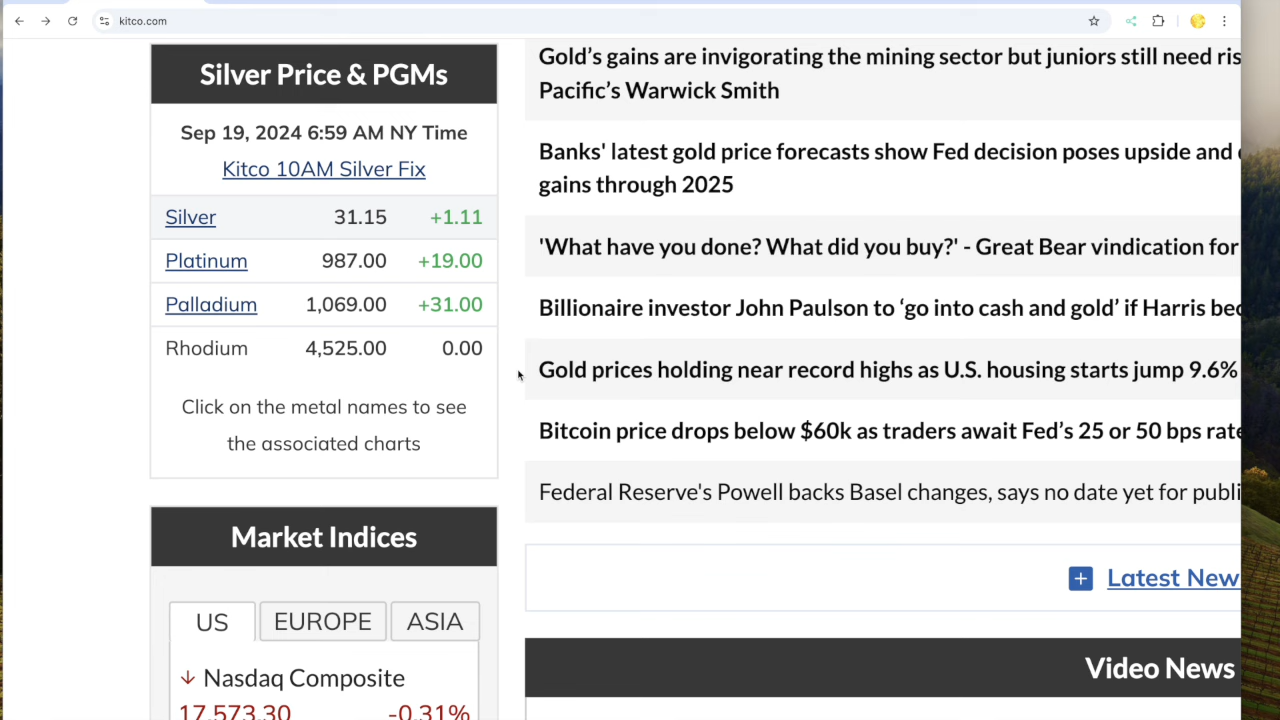 kitco.com
Silver Price & PGMs
Sep 19, 2024 6:59 AM NY Time
Kitco 10AM Silver Fix
Silver 31.15 +1.11
Platinum 987.00 +19.00
Palladium 1,069.00 +31.00
Rhodium 4,525.00 0.00
Click on the metal names to see
the associated charts
Market Indices
US EUROPE ASIA
Nasdaq Composite
17,573.30 -0.31%
Gold’s gains are invigorating the mining sector but juniors still need
Pacific’s Warwick Smith
Banks' latest gold price forecasts show Fed decision poses upside and
gains through 2025
'What have you done? What did you buy?' - Great Bear vindication for
Billionaire investor John Paulson to ‘go into cash and gold’ if Harris
Gold prices holding near record highs as U.S. housing starts jump 9.6%
Bitcoin price drops below $60k as traders await Fed’s 25 or 50 bps
Federal Reserve's Powell backs Basel changes, says no date yet for
Latest New
Video News